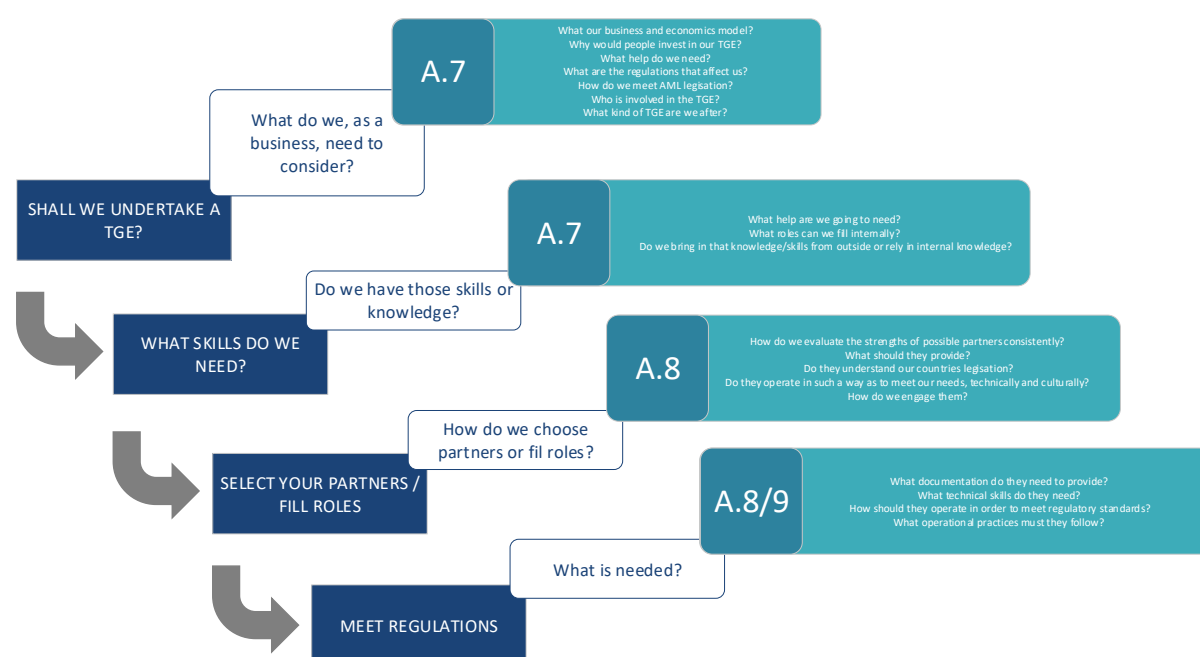 What our business and economics model?
Why would people invest in our TGE?
What help do we need?
What are the regulations that affect us?
How do we meet AML legisation?
Who is involved in the TGE?
What kind of TGE are we after?
A.7
What do we, as a
business, need to
consider?
SHALL WE UNDERTAKE A
TGE?
What help are we going to need?
What roles can we fill internally?
Do we bring in that knowledge/skills from outside or rely in internal knowledge?
A.7
Do we have those skills or
knowledge?
WHAT SKILLS DO WE
NEED?
How do we evaluate the strengths of possible partners consistently?
What should they provide?
Do they understand our countries legisation?
Do they operate in such a way as to meet our needs, technically and culturally?
How do we engage them?
A.8
How do we choose
partners or fil roles?
SELECT YOUR PARTNERS /
FILL ROLES
What documentation do they need to provide?
What technical skills do they need?
How should they operate in order to meet regulatory standards?
What operational practices must they follow?
A.8/9
What is needed?
MEET REGULATIONS